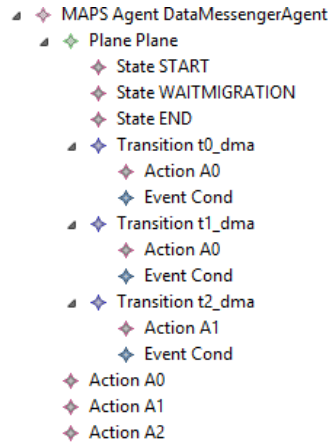 MAPS Agent DataMessengerAgent
Plane Plane
State START
State WAITMIGRATION
State END
Transition t0_dma
Action A0
Event Cond
Transition t1_dma
Action A0
Event Cond
Transition t2_dma
Action A1
Event Cond
Action A0
Action A1
Action A2